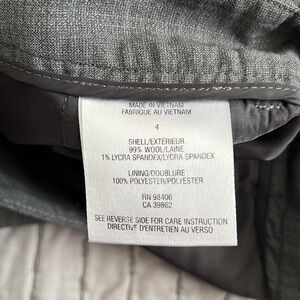 MADE IN VIETNAM
FABRIQUE AU VIETNAM
4
SHELL/EXTÉRIEUR
99% WOOL/LAINE
1% LYCRA SPANDEX/LYCRA SPANDEX
LINING/DOUBLURE
100% POLYESTER/POLYESTER
RN 98406
CA 39862
SEE REVERSE SIDE FOR CARE INSTRUCTION
DIRECTIVE D'ENTRETIEN AU VERSO